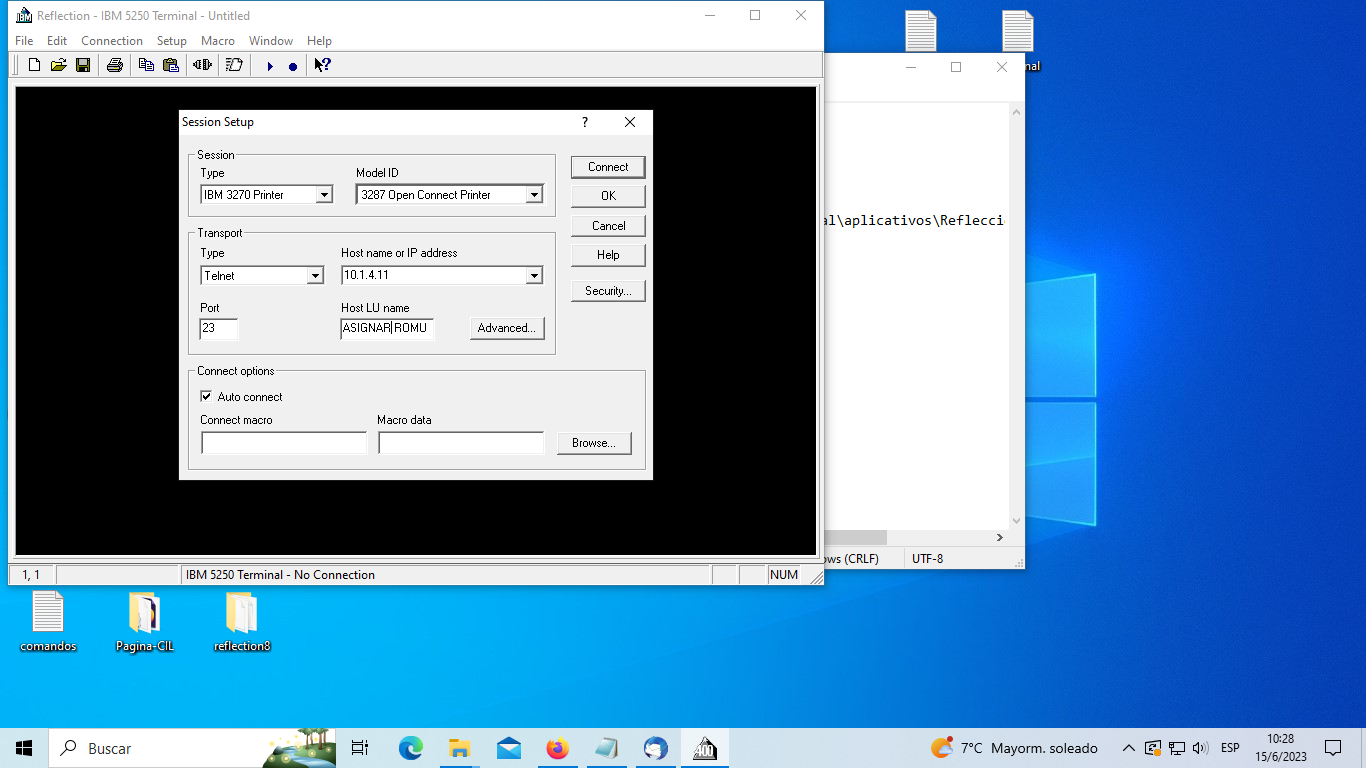 Reflection - IBM 5250 Terminal - Untitled
File Edit Connection Setup Macro Window Help
Session Setup
Session
Type Model ID
IBM 3270 Printer 3287 Open Connect Printer
Connect
OK
Cancel
Help
Security...
Transport
Type Host name or IP address
Telnet 10.1.4.11
Port Host LU name
23 ASIGNAR ROMU Advanced...
Connect options
Auto connect
Connect macro Macro data
Browse...
1, 1 IBM 5250 Terminal - No Connection NUM
al\aplicativos\Reflecci
ows (CRLF) UTF-8
nal
comandos Pagina-CIL reflection8
Buscar
7°C Mayorm. soleado ESP 10:28
15/6/2023
IBM
400